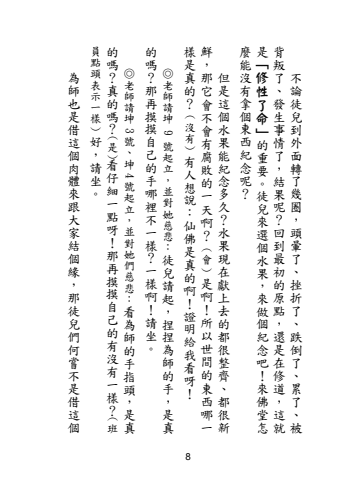 不論徒兒到外面轉了幾圈，頭暈了、挫折了、跌倒了、累了、被
背叛了、發生事情了，結果呢？回到最初的原點，還是在修道，這就
是「修性了命」的重要。徒兒來選個水果，來做個紀念吧！來佛堂怎
麼能沒有拿個東西紀念呢？
但是這個水果能紀念多久？水果現在獻上去的都很整齊、都很新
鮮，那它會不會有腐敗的一天啊？（會）是啊！所以世間的東西哪一
樣是真的？（沒有）有人想說：仙佛是真的啊！證明給我看呀！
◎老師請坤 9 號起立，並對她慈悲：徒兒請起，捏捏為師的手，是真
的嗎？那再摸摸自己的手哪裡不一樣？一樣啊！請坐。
◎老師請坤 3 號、坤 4 號起立，並對她們慈悲：看為師的手指頭，是真
的嗎？真的嗎？（是）看仔細一點呀！那再摸摸自己的有沒有一樣？（班
員點頭表示一樣）好，請坐。
為師也是借這個肉體來跟大家結個緣，那徒兒們何嘗不是借這個
8